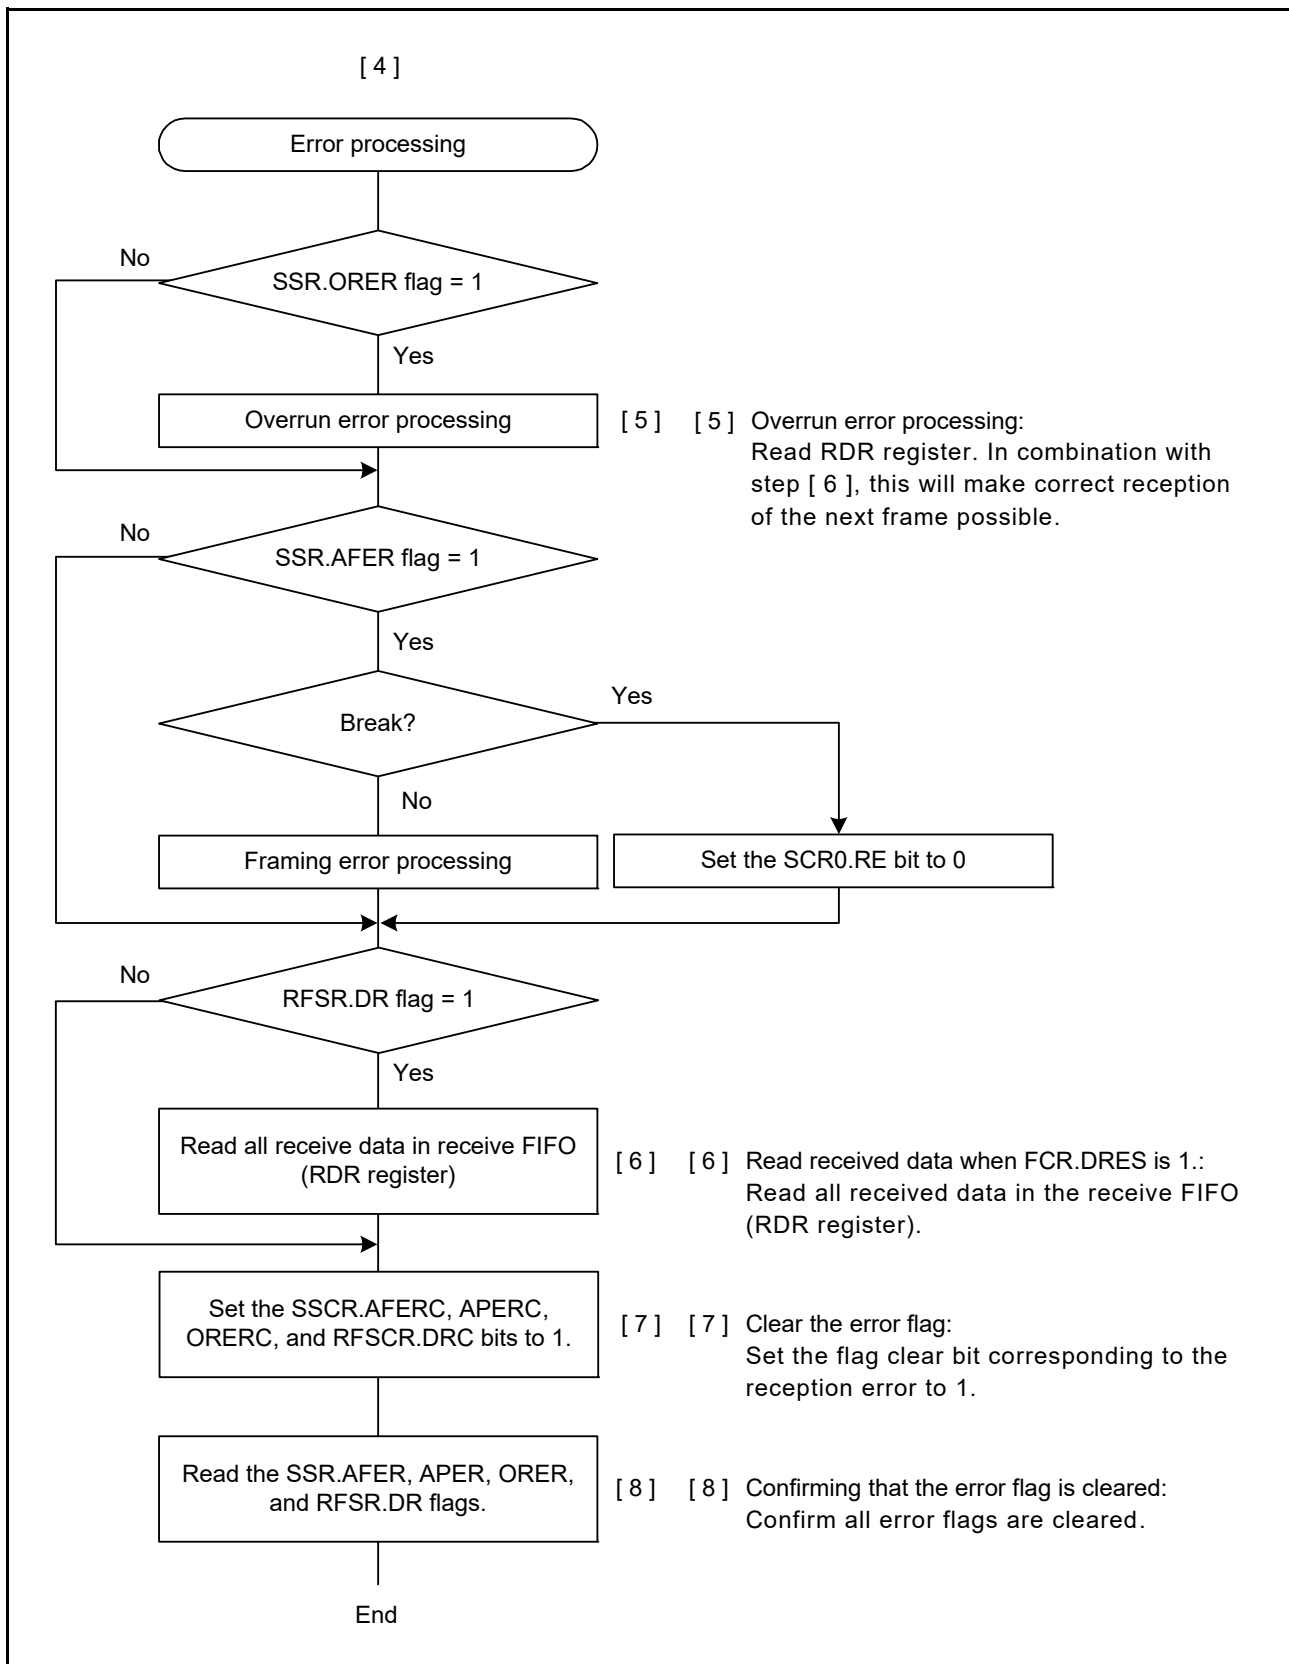 [ 4 ]
Error processing
No
SSR.ORER flag = 1
Yes
Overrun error processing
[ 5 ]
[ 5 ] Overrun error processing:
Read RDR register. In combination with
step [ 6 ], this will make correct reception
of the next frame possible.
No
SSR.AFER flag = 1
Yes
Break?
Yes
No
Framing error processing
Set the SCR0.RE bit to 0
No
RFSR.DR flag = 1
Yes
Read all receive data in receive FIFO
(RDR register)
[ 6 ]
[ 6 ] Read received data when FCR.DRES is 1.:
Read all received data in the receive FIFO
(RDR register).
Set the SSCR.AFERC, APERC,
ORERC, and RFSCR.DRC bits to 1.
[ 7 ]
[ 7 ] Clear the error flag:
Set the flag clear bit corresponding to the
reception error to 1.
Read the SSR.AFER, APER, ORER,
and RFSR.DR flags.
[ 8 ]
[ 8 ] Confirming that the error flag is cleared:
Confirm all error flags are cleared.
End